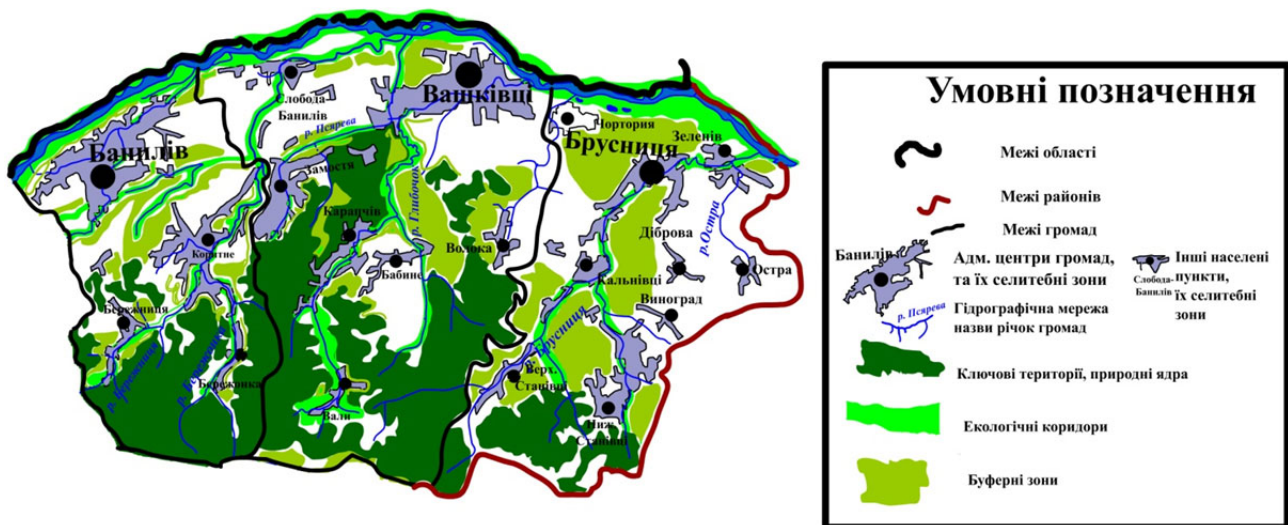 Слобода-
Банилів
Вашківці
р. Псярева
Чортория
Зеленів
Брусниця
Банилів
Замостя
Карапчів
р. Глибочок
Волока
Діброва
р.Остра
Коритне
Бабине
Кальнівці
Остра
Виноград
Бережниця
р. Бережниця
Бережонка
р. Брусниця
Верх.
Станівці
Вали
Ниж.
Станівці
Умовні позначення
Межі області
Межі районів
Межі громад
Банилів
Адм. центри громад,
та їх селитебні зони
Слобода-
Банилів
Інші населені
пункти,
їх селитебні
зони
р. Псярева
Гідрографічна мережа
назви річок громад
Ключові території, природні ядра
Екологічні коридори
Буферні зони